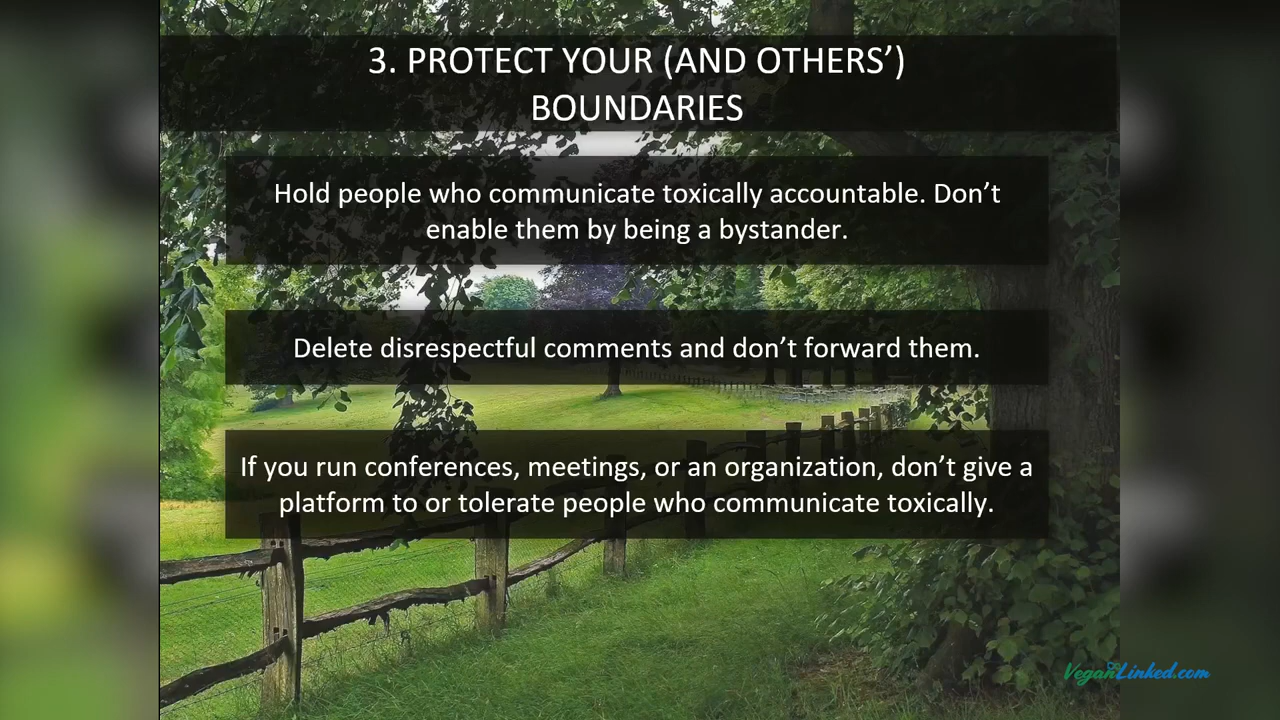 3. PROTECT YOUR (AND OTHERS’)
BOUNDARIES
Hold people who communicate toxically accountable. Don’t
enable them by being a bystander.
Delete disrespectful comments and don’t forward them.
If you run conferences, meetings, or an organization, don’t give a
platform to or tolerate people who communicate toxically.
VeganLinked.com